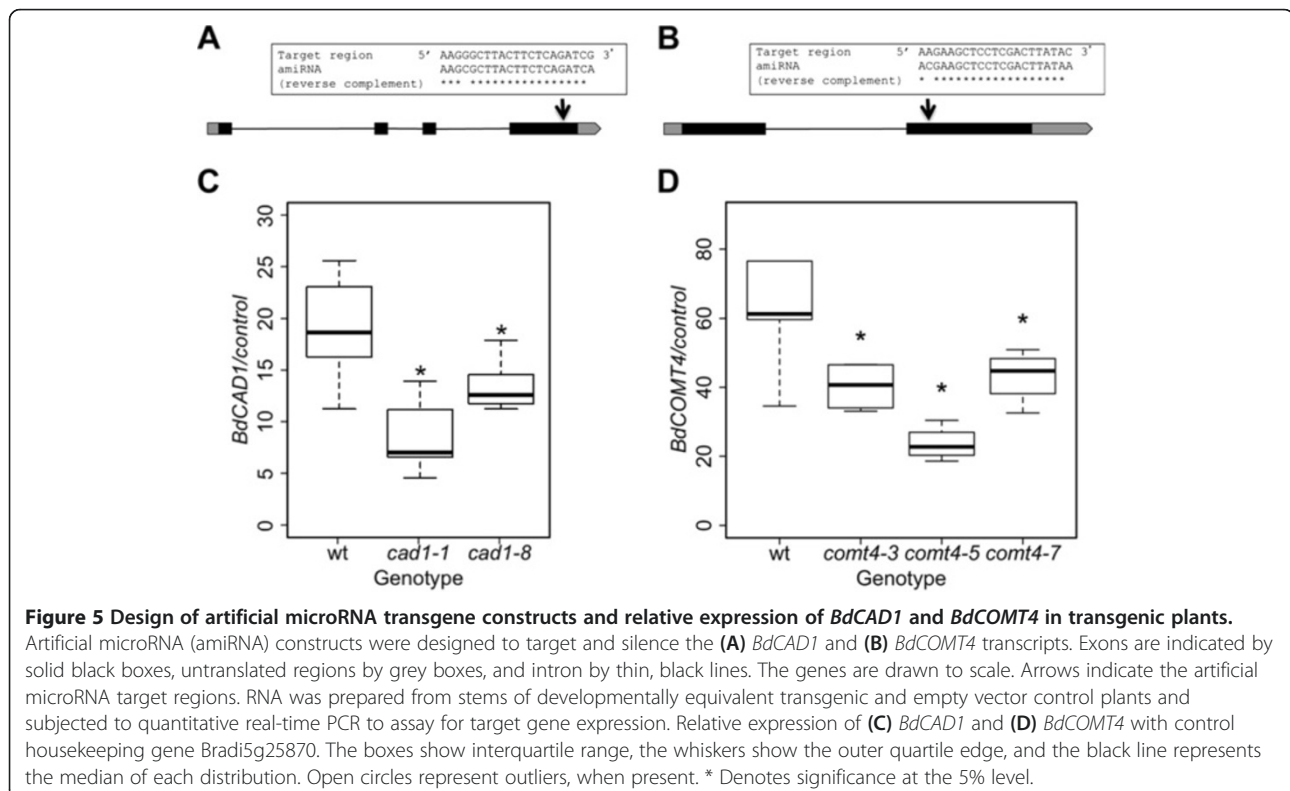 A
Target region 5' AAGGGCTTACTTCTCAGATCG 3'
amiRNA AAGCGCTTACTTCTCAGATCA
(reverse complement) *** ****************
B
Target region 5' AAGAAGCTCCTCGACTTATAC 3'
amiRNA ACGAAGCTCCTCGACTTATAA
(reverse complement) * ******************
C
BdCAD1/control
30
25
20
15
10
5
0
*
*
wt cad1-1 cad1-8
Genotype
D
BdCOMT4/control
80
60
40
20
0
*
*
*
wt comt4-3 comt4-5 comt4-7
Genotype
Figure 5 Design of artificial microRNA transgene constructs and relative expression of BdCAD1 and BdCOMT4 in transgenic plants.
Artificial microRNA (amiRNA) constructs were designed to target and silence the (A) BdCAD1 and (B) BdCOMT4 transcripts. Exons are indicated by
solid black boxes, untranslated regions by grey boxes, and intron by thin, black lines. The genes are drawn to scale. Arrows indicate the artificial
microRNA target regions. RNA was prepared from stems of developmentally equivalent transgenic and empty vector control plants and
subjected to quantitative real-time PCR to assay for target gene expression. Relative expression of (C) BdCAD1 and (D) BdCOMT4 with control
housekeeping gene Bradi5g25870. The boxes show interquartile range, the whiskers show the outer quartile edge, and the black line represents
the median of each distribution. Open circles represent outliers, when present. * Denotes significance at the 5% level.